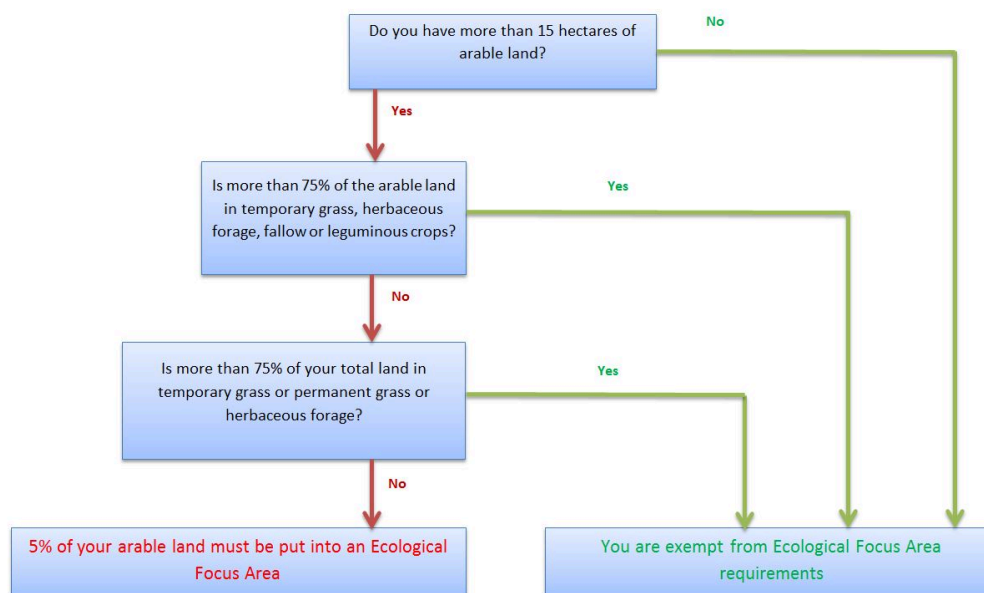 Do you have more than 15 hectares of
arable land?
No
Yes
Is more than 75% of the arable land
in temporary grass, herbaceous
forage, fallow or leguminous crops?
Yes
No
Is more than 75% of your total land in
temporary grass or permanent grass or
herbaceous forage?
Yes
No
5% of your arable land must be put into an Ecological
Focus Area
You are exempt from Ecological Focus Area
requirements